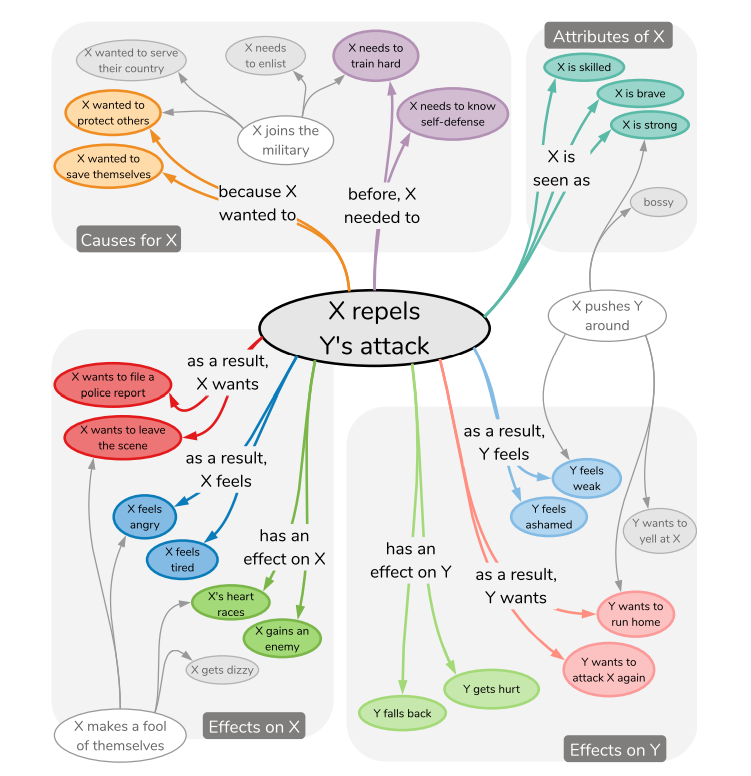 Attributes of X
X wanted to serve
their country
X needs
to enlist
X needs to
train hard
X is skilled
X is brave
X is strong
X wanted to
protect others
X needs to know
self-defense
X joins the
military
X wanted to
save themselves
X is
seen as
because X
wanted to
before, X
needed to
bossy
Causes for X
X repels
Y's attack
X pushes Y
around
as a result,
X wants
X wants to file a
police report
X wants to leave
the scene
as a result,
X feels
as a result,
Y feels
Y feels
weak
X feels
angry
Y feels
ashamed
Y wants to
yell at X
X feels
tired
has an
effect on X
has an
effect on Y
as a result,
Y wants
X's heart
races
Y wants to
run home
X gains an
enemy
X gets dizzy
Y wants to
attack X again
Y gets hurt
Y falls back
X makes a fool
of themselves
Effects on X
Effects on Y